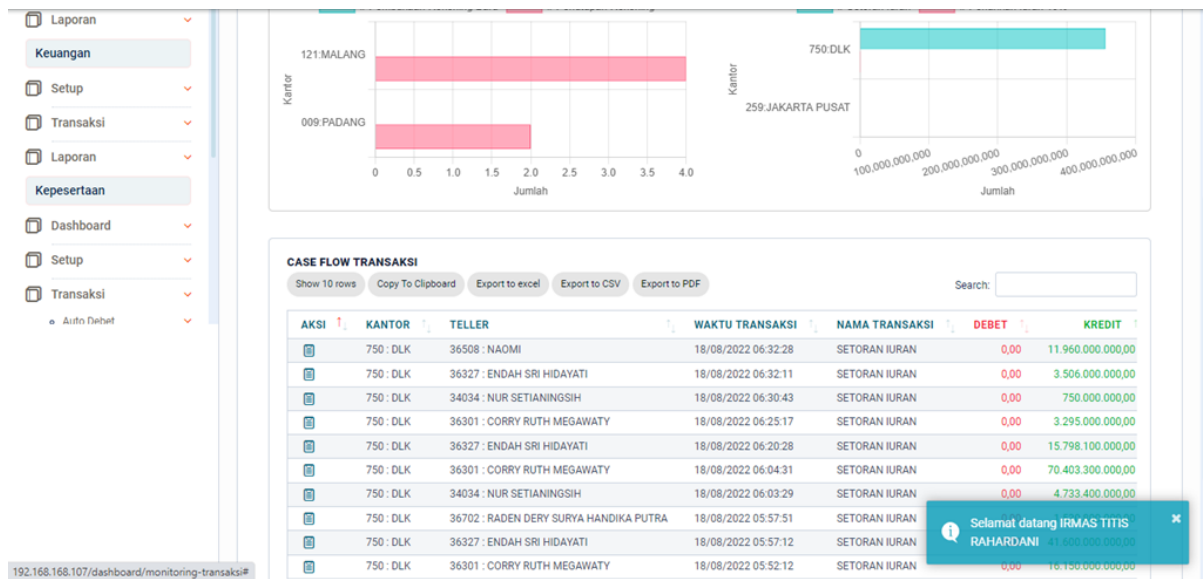 Laporan
Keuangan
Setup
Transaksi
Laporan
Kepesertaan
Dashboard
Setup
Transaksi
Auto Debet
121:MALANG
009:PADANG
Kantor
0 0.5 1.0 1.5 2.0 2.5 3.0 3.5 4.0
Jumlah
750:DLK
259:JAKARTA PUSAT
Kantor
0 100,000,000,000 200,000,000,000 300,000,000,000 400,000,000,000
Jumlah
CASE FLOW TRANSAKSI
Show 10 rows Copy To Clipboard Export to excel Export to CSV Export to PDF Search:
AKSI KANTOR TELLER WAKTU TRANSAKSI NAMA TRANSAKSI DEBET KREDIT
750 : DLK 36508 : NAOMI 18/08/2022 06:32:28 SETORAN IURAN 0,00 11.960.000.000,00
750 : DLK 36327 : ENDAH SRI HIDAYATI 18/08/2022 06:32:11 SETORAN IURAN 0,00 3.506.000.000,00
750 : DLK 34034 : NUR SETIANINGSIH 18/08/2022 06:30:43 SETORAN IURAN 0,00 750.000.000,00
750 : DLK 36301 : CORRY RUTH MEGAWATY 18/08/2022 06:25:17 SETORAN IURAN 0,00 3.295.000.000,00
750 : DLK 36327 : ENDAH SRI HIDAYATI 18/08/2022 06:20:28 SETORAN IURAN 0,00 15.798.100.000,00
750 : DLK 36301 : CORRY RUTH MEGAWATY 18/08/2022 06:04:31 SETORAN IURAN 0,00 70.403.300.000,00
750 : DLK 34034 : NUR SETIANINGSIH 18/08/2022 06:03:29 SETORAN IURAN 0,00 4.733.400.000,00
750 : DLK 36702 : RADEN DERY SURYA HANDIKA PUTRA 18/08/2022 05:57:51 SETORAN IURAN
750 : DLK 36327 : ENDAH SRI HIDAYATI 18/08/2022 05:57:12 SETORAN IURAN
750 : DLK 36301 : CORRY RUTH MEGAWATY 18/08/2022 05:52:12 SETORAN IURAN 0,00 16.150.000.000,00
Selamat datang IRMAS TITIS
RAHARDANI
192.168.168.107/dashboard/monitoring-transaksi#